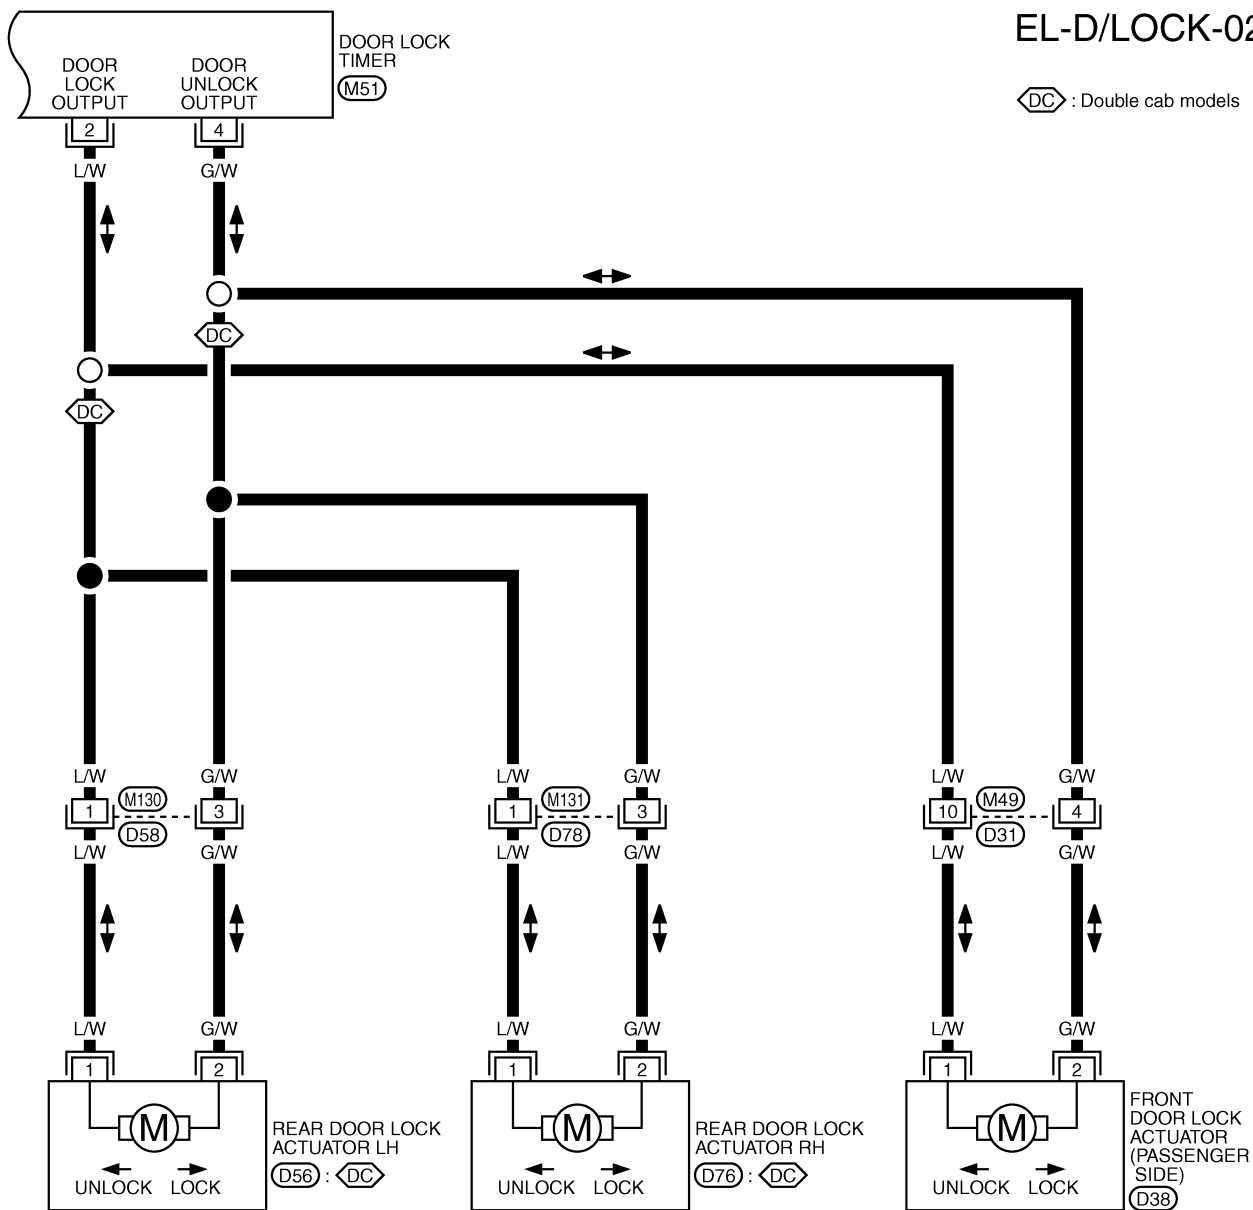 EL-D/LOCK-02
DC : Double cab models
DOOR LOCK
TIMER
M51
DOOR
LOCK
OUTPUT
DOOR
UNLOCK
OUTPUT
2
4
L/W
G/W
DC
DC
L/W
G/W
L/W
G/W
L/W
G/W
1
M130
3
1
M131
3
10
M49
4
D58
D78
D31
L/W
G/W
L/W
G/W
L/W
G/W
L/W
G/W
L/W
G/W
L/W
G/W
1
2
1
2
1
2
M
UNLOCK
LOCK
REAR DOOR LOCK
ACTUATOR LH
D56 : DC
M
UNLOCK
LOCK
REAR DOOR LOCK
ACTUATOR RH
D76 : DC
M
UNLOCK
LOCK
FRONT
DOOR LOCK
ACTUATOR
(PASSENGER
SIDE)
D38